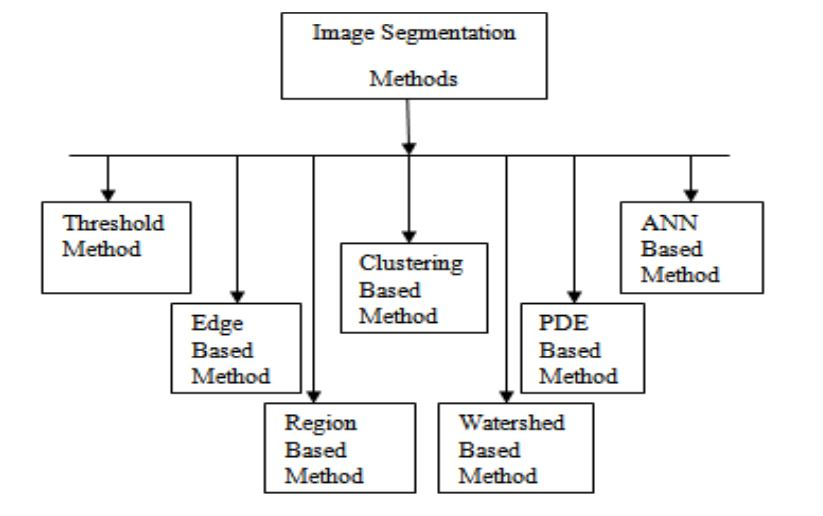 Image Segmentation
Methods
Threshold
Method
Edge
Based
Method
Region
Based
Method
Clustering
Based
Method
Watershed
Based
Method
PDE
Based
Method
ANN
Based
Method